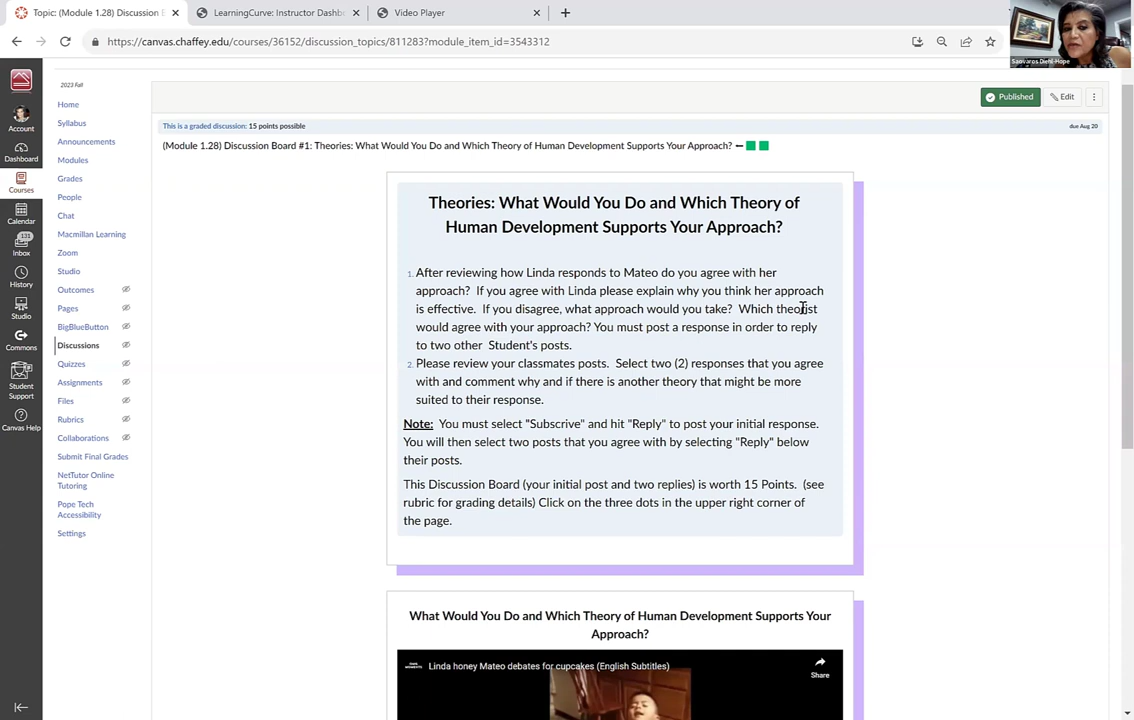 Topic: (Module 1.28) Discussion B
LearningCurve: Instructor Dashb
Video Player
https://canvas.chaffey.edu/courses/36152/discussion_topics/811283?module_item_id=3543312
Saovaros Diehl-Hope
2023 Fall
Home
Syllabus
Announcements
Modules
Grades
People
Chat
Macmillan Learning
Zoom
Studio
Outcomes
Pages
BigBlueButton
Discussions
Quizzes
Assignments
Files
Rubrics
Collaborations
Submit Final Grades
NetTutor Online
Tutoring
Pope Tech
Accessibility
Settings
Account
Dashboard
Courses
Calendar
131
Inbox
History
Studio
Commons
Student
Support
Canvas Help
Published
Edit
This is a graded discussion: 15 points possible
due Aug 20
(Module 1.28) Discussion Board #1: Theories: What Would You Do and Which Theory of Human Development Supports Your Approach?
Theories: What Would You Do and Which Theory of
Human Development Supports Your Approach?
1. After reviewing how Linda responds to Mateo do you agree with her
approach? If you agree with Linda please explain why you think her approach
is effective. If you disagree, what approach would you take? Which theorist
would agree with your approach? You must post a response in order to reply
to two other Student's posts.
2. Please review your classmates posts. Select two (2) responses that you agree
with and comment why and if there is another theory that might be more
suited to their response.
Note: You must select "Subscrive" and hit "Reply" to post your initial response.
You will then select two posts that you agree with by selecting "Reply" below
their posts.
This Discussion Board (your initial post and two replies) is worth 15 Points. (see
rubric for grading details) Click on the three dots in the upper right corner of
the page.
What Would You Do and Which Theory of Human Development Supports Your
Approach?
Linda honey Mateo debates for cupcakes (English Subtitles)
Share